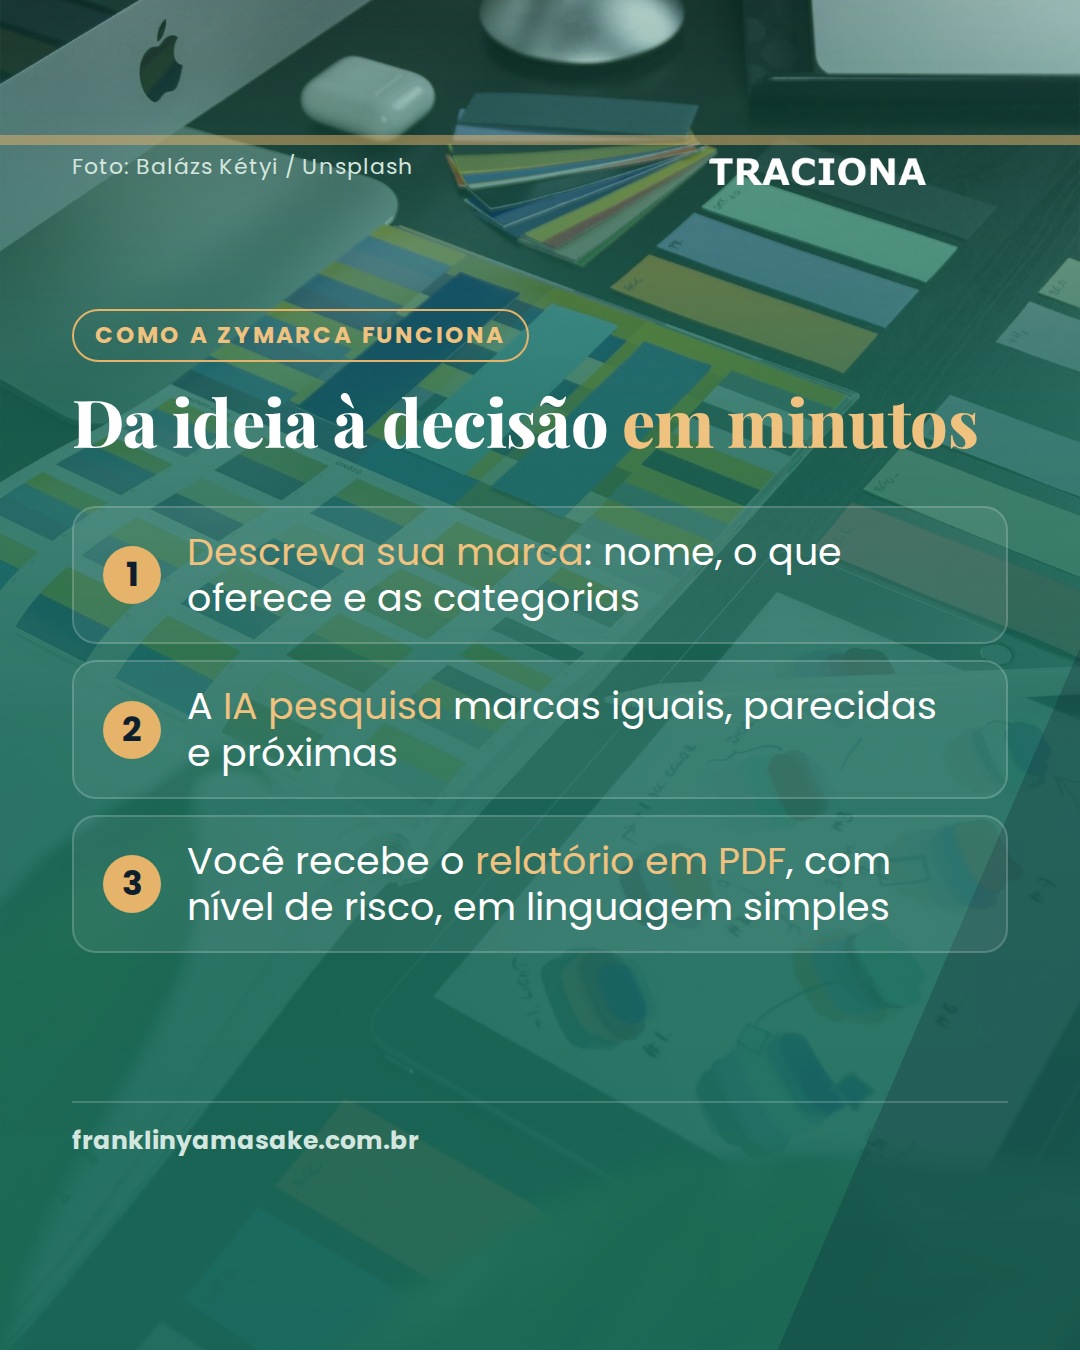 Foto: Balázs Kétyi / Unsplash
TRACIONA
COMO A ZYMARCA FUNCIONA
Da ideia à decisão em minutos
1
Descreva sua marca: nome, o que
oferece e as categorias
2
A IA pesquisa marcas iguais, parecidas
e próximas
3
Você recebe o relatório em PDF, com
nível de risco, em linguagem simples
franklinyamasake.com.br